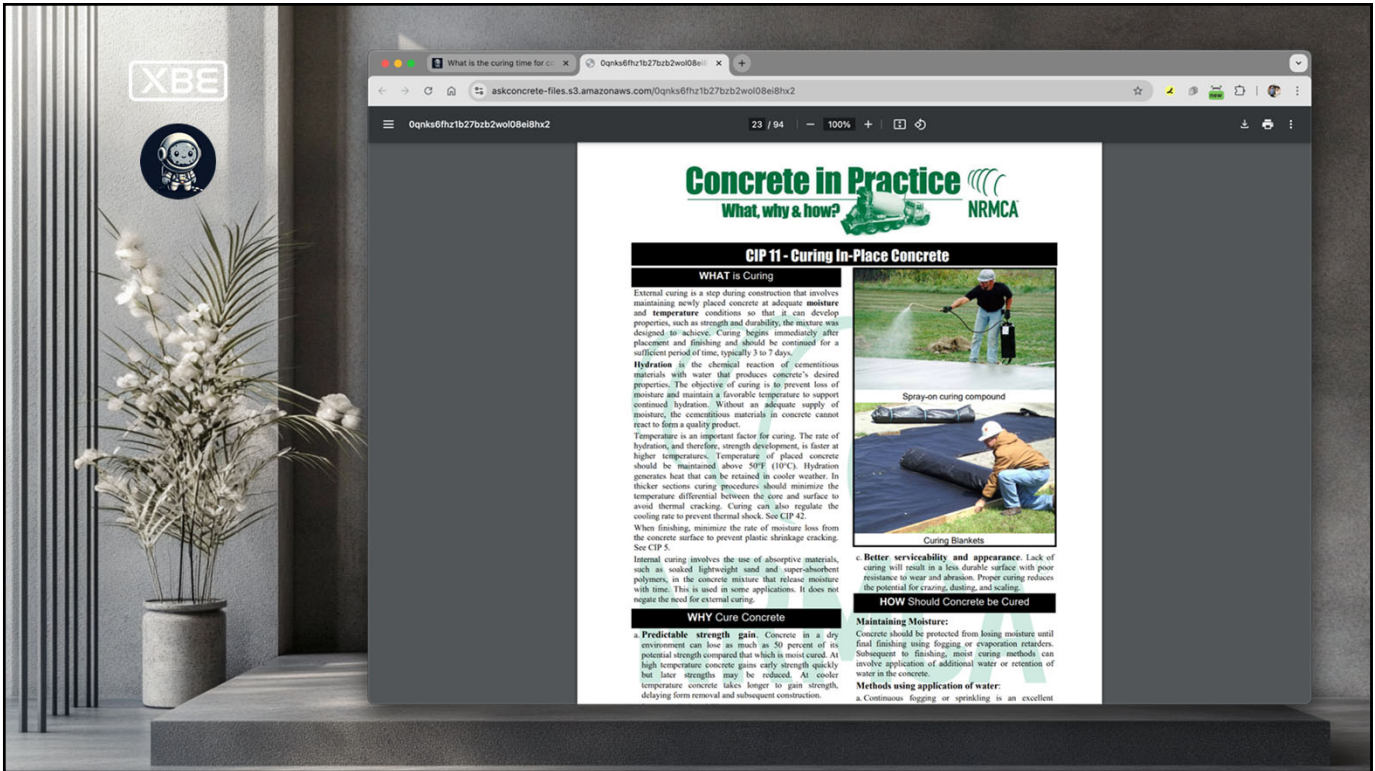 XBE
What is the curing time for co
0qnks6fhz1b27bzb2wol08ei8
askconcrete-files.s3.amazonaws.com/0qnks6fhz1b27bzb2wol08ei8hx2
new
0qnks6fhz1b27bzb2wol08ei8hx2
23 / 94
100%
Concrete in Practice
What, why & how?
NRMCA
CIP 11 - Curing In-Place Concrete
WHAT is Curing
External curing is a step during construction that involves
maintaining newly placed concrete at adequate moisture
and temperature conditions so that it can develop
properties, such as strength and durability, the mixture was
designed to achieve. Curing begins immediately after
placement and finishing and should be continued for a
sufficient period of time, typically 3 to 7 days.
Hydration is the chemical reaction of cementitious
materials with water that produces concrete's desired
properties. The objective of curing is to prevent loss of
moisture and maintain a favorable temperature to support
continued hydration. Without an adequate supply of
moisture, the cementitious materials in concrete cannot
react to form a quality product.
Temperature is an important factor for curing. The rate of
hydration, and therefore, strength development, is faster at
higher temperatures. Temperature of placed concrete
should be maintained above 50°F (10°C). Hydration
generates heat that can be retained in cooler weather. In
thicker sections curing procedures should minimize the
temperature differential between the core and surface to
avoid thermal cracking. Curing can also regulate the
cooling rate to prevent thermal shock. See CIP 42.
When finishing, minimize the rate of moisture loss from
the concrete surface to prevent plastic shrinkage cracking.
See CIP 5.
Internal curing involves the use of absorptive materials,
such as soaked lightweight sand and super-absorbent
polymers, in the concrete mixture that release moisture
with time. This is used in some applications. It does not
negate the need for external curing.
WHY Cure Concrete
a. Predictable strength gain. Concrete in a dry
environment can lose as much as 50 percent of its
potential strength compared that which is moist cured. At
high temperature concrete gains early strength quickly
but later strengths may be reduced. At cooler
temperature concrete takes longer to gain strength,
delaying form removal and subsequent construction.
Spray-on curing compound
Curing Blankets
c. Better serviceability and appearance. Lack of
curing will result in a less durable surface with poor
resistance to wear and abrasion. Proper curing reduces
the potential for crazing, dusting, and scaling.
HOW Should Concrete be Cured
Maintaining Moisture:
Concrete should be protected from losing moisture until
final finishing using fogging or evaporation retarders.
Subsequent to finishing, moist curing methods can
involve application of additional water or retention of
water in the concrete.
Methods using application of water:
a. Continuous fogging or sprinkling is an excellent
NRMCA